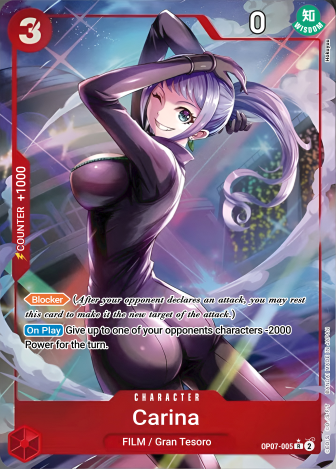 3
0
知
WISDOM
Hokuyuu
COUNTER +1000
Blocker (After your opponent declares an attack, you may rest
this card to make it the new target of the attack.)
On Play Give up to one of your opponents characters -2000
Power for the turn.
CHARACTER
Carina
FILM / Gran Tesoro
OP07-005 R 2